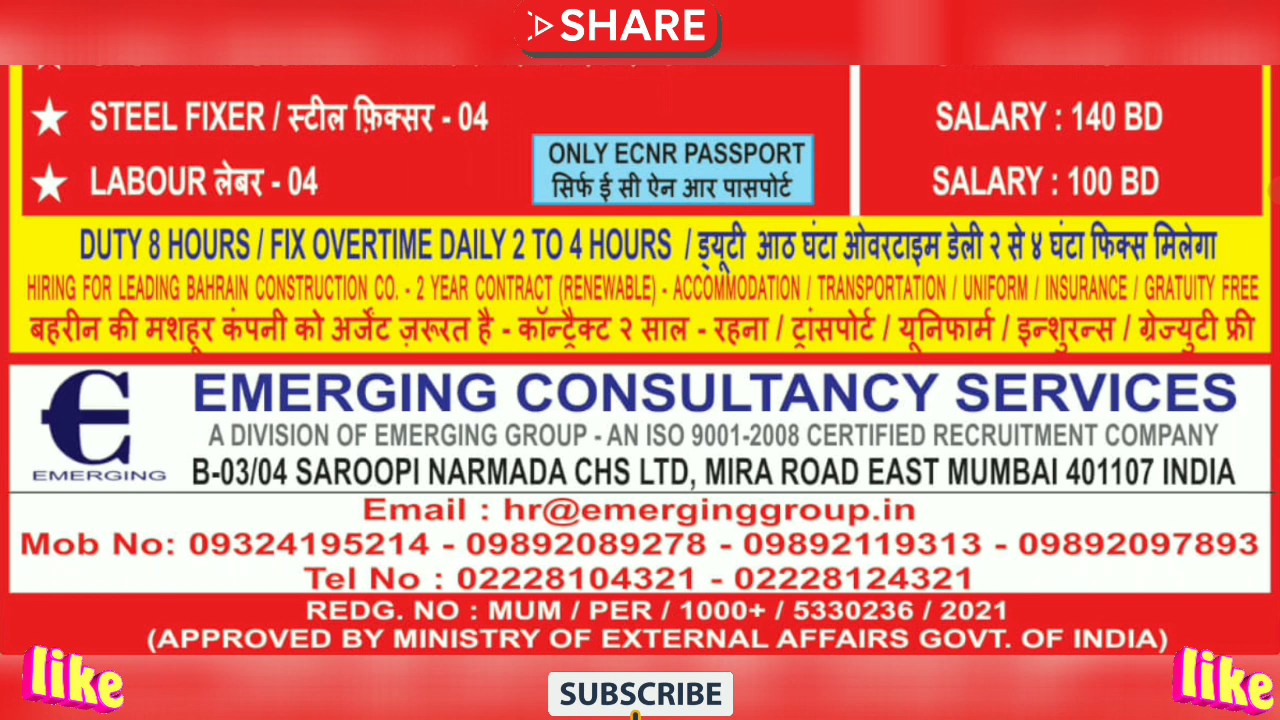 SHARE
★ STEEL FIXER / स्टील फ़िक्सर - 04
SALARY : 140 BD
ONLY ECNR PASSPORT
सिर्फ ई सी ऐन आर पासपोर्ट
★ LABOUR लेबर - 04
SALARY : 100 BD
DUTY 8 HOURS / FIX OVERTIME DAILY 2 TO 4 HOURS / ड्यूटी आठ घंटा ओवरटाइम डेली २ से ४ घंटा फिक्स मिलेगा
HIRING FOR LEADING BAHRAIN CONSTRUCTION CO. - 2 YEAR CONTRACT (RENEWABLE) - ACCOMMODATION / TRANSPORTATION / UNIFORM / INSURANCE / GRATUITY FREE
बहरीन की मशहूर कंपनी को अर्जेंट ज़रूरत है - कॉन्ट्रैक्ट २ साल - रहना / ट्रांसपोर्ट / यूनिफार्म / इन्शुरन्स / ग्रेज्युटी फ्री
EMERGING CONSULTANCY SERVICES
A DIVISION OF EMERGING GROUP - AN ISO 9001-2008 CERTIFIED RECRUITMENT COMPANY
EMERGING
B-03/04 SAROOPI NARMADA CHS LTD, MIRA ROAD EAST MUMBAI 401107 INDIA
Email : hr@emerginggroup.in
Mob No: 09324195214 - 09892089278 - 09892119313 - 09892097893
Tel No : 02228104321 - 02228124321
REDG. NO : MUM / PER / 1000+ / 5330236 / 2021
(APPROVED BY MINISTRY OF EXTERNAL AFFAIRS GOVT. OF INDIA)
like
like
SUBSCRIBE